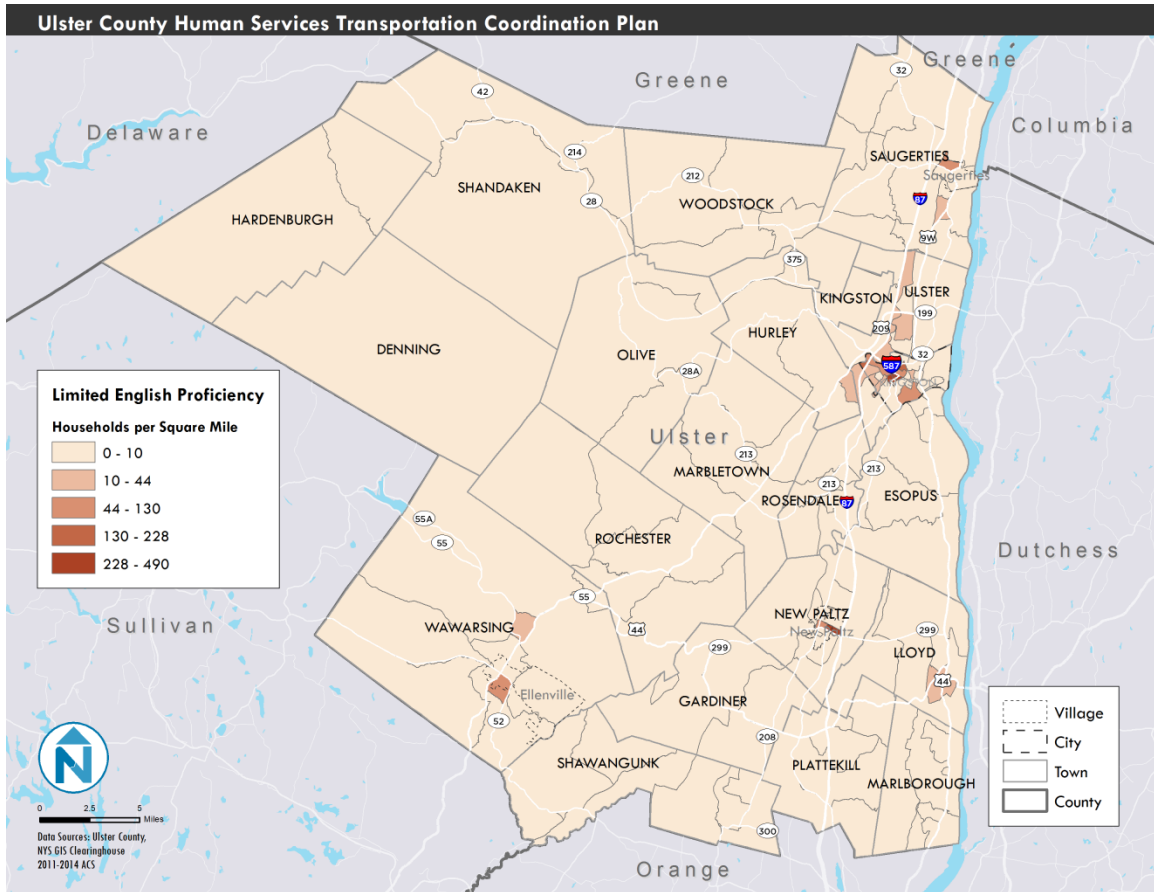 Ulster County Human Services Transportation Coordination Plan
Greene
Greene
Columbia
Delaware
32
42
214
212
28
SHANDAKEN
HARDENBURGH
WOODSTOCK
SAUGERTIES
Saugerties
87
9W
375
KINGSTON
ULSTER
209
199
HURLEY
32
587
KINGSTON
DENNING
OLIVE
28A
Ulster
213
MARBLETOWN
213
213
ROSENDALE
87
ESOPUS
Dutchess
Limited English Proficiency
Households per Square Mile
0 - 10
10 - 44
44 - 130
130 - 228
228 - 490
55A
55
ROCHESTER
55
44
Sullivan
WAWARSING
NEW PALTZ
New Paltz
299
299
LLOYD
44
Ellenville
52
GARDINER
208
SHAWANGUNK
PLATTEKILL
MARLBOROUGH
300
Orange
Village
City
Town
County
N
0 2.5 5
Miles
Data Sources: Ulster County,
NYS GIS Clearinghouse
2011-2014 ACS